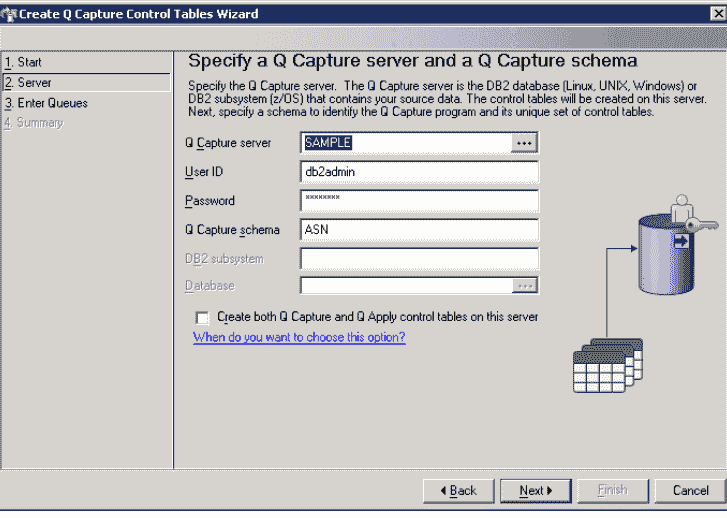 Create Q Capture Control Tables Wizard
1. Start
2. Server
3. Enter Queues
4. Summary
Specify a Q Capture server and a Q Capture schema
Specify the Q Capture server. The Q Capture server is the DB2 database (Linux, UNIX, Windows) or
DB2 subsystem (z/OS) that contains your source data. The control tables will be created on this server.
Next, specify a schema to identify the Q Capture program and its unique set of control tables.
Q Capture server SAMPLE ...
User ID db2admin
Password ********
Q Capture schema ASN
DB2 subsystem
Database ...
Create both Q Capture and Q Apply control tables on this server
When do you want to choose this option?
Back Next Finish Cancel